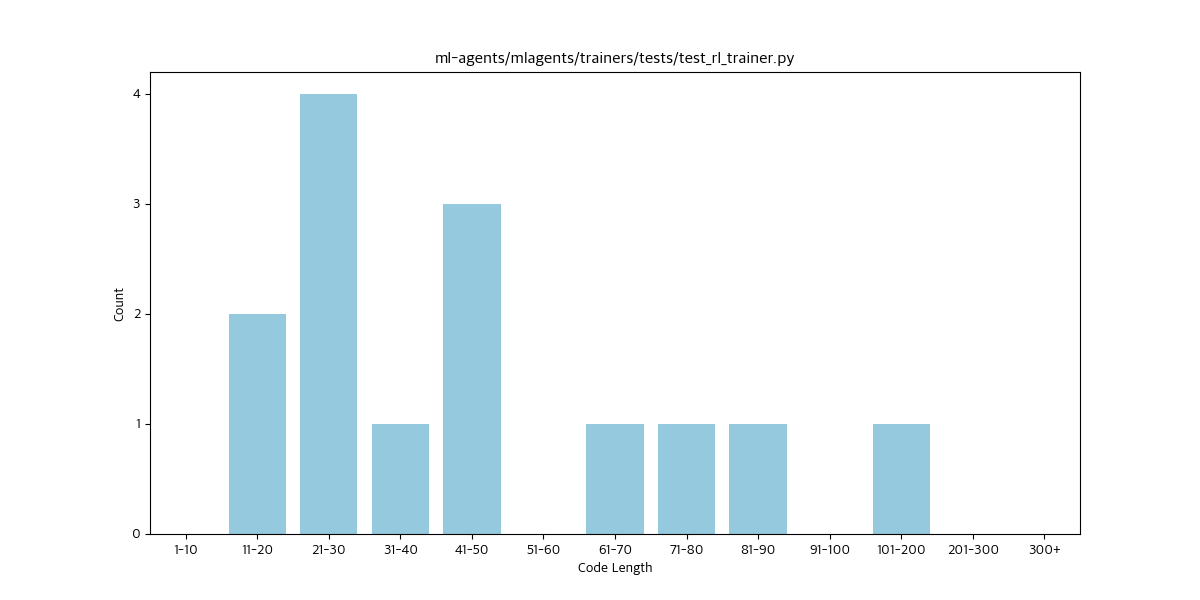 ml-agents/mlagents/trainers/tests/test_rl_trainer.py
4
3
2
1
0
Count
1-10 11-20 21-30 31-40 41-50 51-60 61-70 71-80 81-90 91-100 101-200 201-300 300+
Code Length